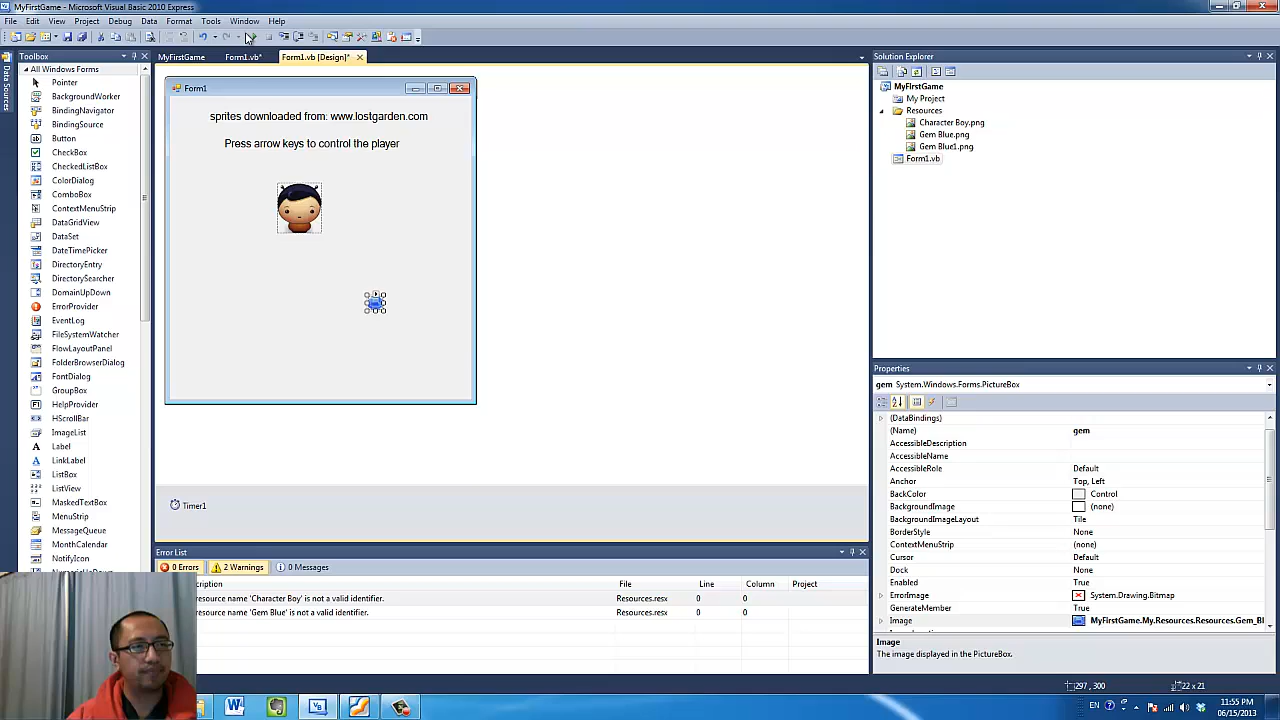 MyFirstGame - Microsoft Visual Basic 2010 Express
File Edit View Project Debug Data Format Tools Window Help
Toolbox
MyFirstGame Form1.vb* Form1.vb [Design]*
Solution Explorer
Data Sources
All Windows Forms
Pointer
BackgroundWorker
BindingNavigator
BindingSource
Button
CheckBox
CheckedListBox
ColorDialog
ComboBox
ContextMenuStrip
DataGridView
DataSet
DateTimePicker
DirectoryEntry
DirectorySearcher
DomainUpDown
ErrorProvider
EventLog
FileSystemWatcher
FlowLayoutPanel
FolderBrowserDialog
FontDialog
GroupBox
HelpProvider
HScrollBar
ImageList
Label
LinkLabel
ListBox
ListView
MaskedTextBox
MenuStrip
MessageQueue
MonthCalendar
NotifyIcon
Form1
sprites downloaded from: www.lostgarden.com
Press arrow keys to control the player
Timer1
MyFirstGame
My Project
Resources
Character Boy.png
Gem Blue.png
Gem Blue1.png
Form1.vb
Properties
gem System.Windows.Forms.PictureBox
(DataBindings)
(Name) gem
AccessibleDescription
AccessibleName
AccessibleRole Default
Anchor Top, Left
BackColor Control
BackgroundImage (none)
BackgroundImageLayout Tile
BorderStyle None
ContextMenuStrip (none)
Cursor Default
Dock None
Enabled True
ErrorImage System.Drawing.Bitmap
GenerateMember True
Image MyFirstGame.My.Resources.Resources.Gem_Bl
Image
The image displayed in the PictureBox.
Error List
0 Errors 2 Warnings 0 Messages
scription File Line Column Project
resource name 'Character Boy' is not a valid identifier. Resources.resx 0 0
resource name 'Gem Blue' is not a valid identifier. Resources.resx 0 0
297 , 300 22 x 21
EN 11:55 PM
06/15/2013